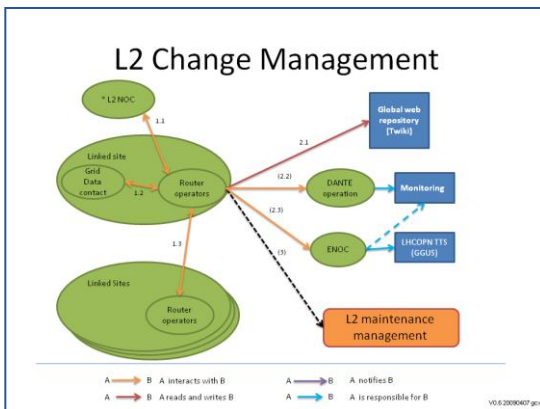 L2 Change Management
* L2 NOC
1.1
Global web
repository
(Twiki)
2.1
Linked site
Grid
Data
contact
1.2
Router
operators
(2.2)
DANTE
operation
Monitoring
(2.3)
ENOC
LHCOPN TTS
(GGUS)
1.3
(3)
Linked Sites
Router
operators
L2 maintenance
management
A B A interacts with B
A B A notifies B
A B A reads and writes B
A B A is responsible for B